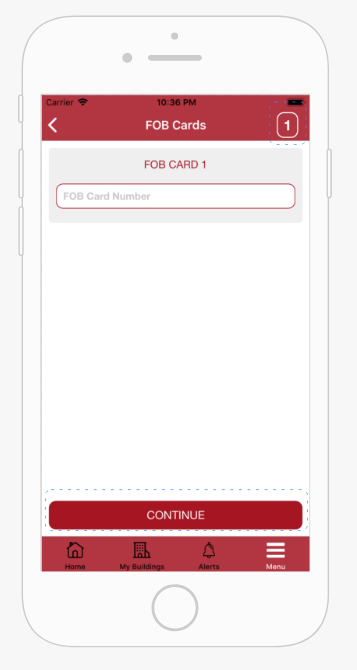 Carrier 10:36 PM
FOB Cards 1
FOB CARD 1
FOB Card Number
CONTINUE
Home My Buildings Alerts Menu